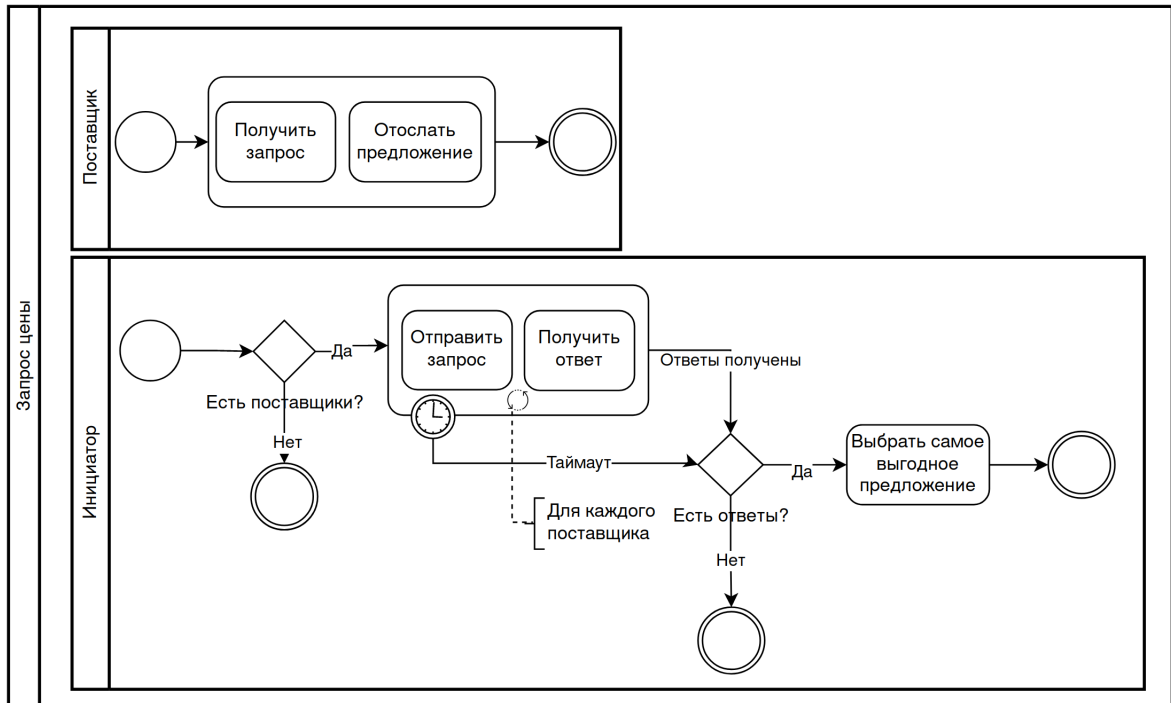 Запрос цены
Поставщик
Получить
запрос
Отослать
предложение
Инициатор
Есть поставщики?
Да
Нет
Отправить
запрос
Получить
ответ
Ответы получены
Таймаут
Для каждого
поставщика
Есть ответы?
Да
Нет
Выбрать самое
выгодное
предложение